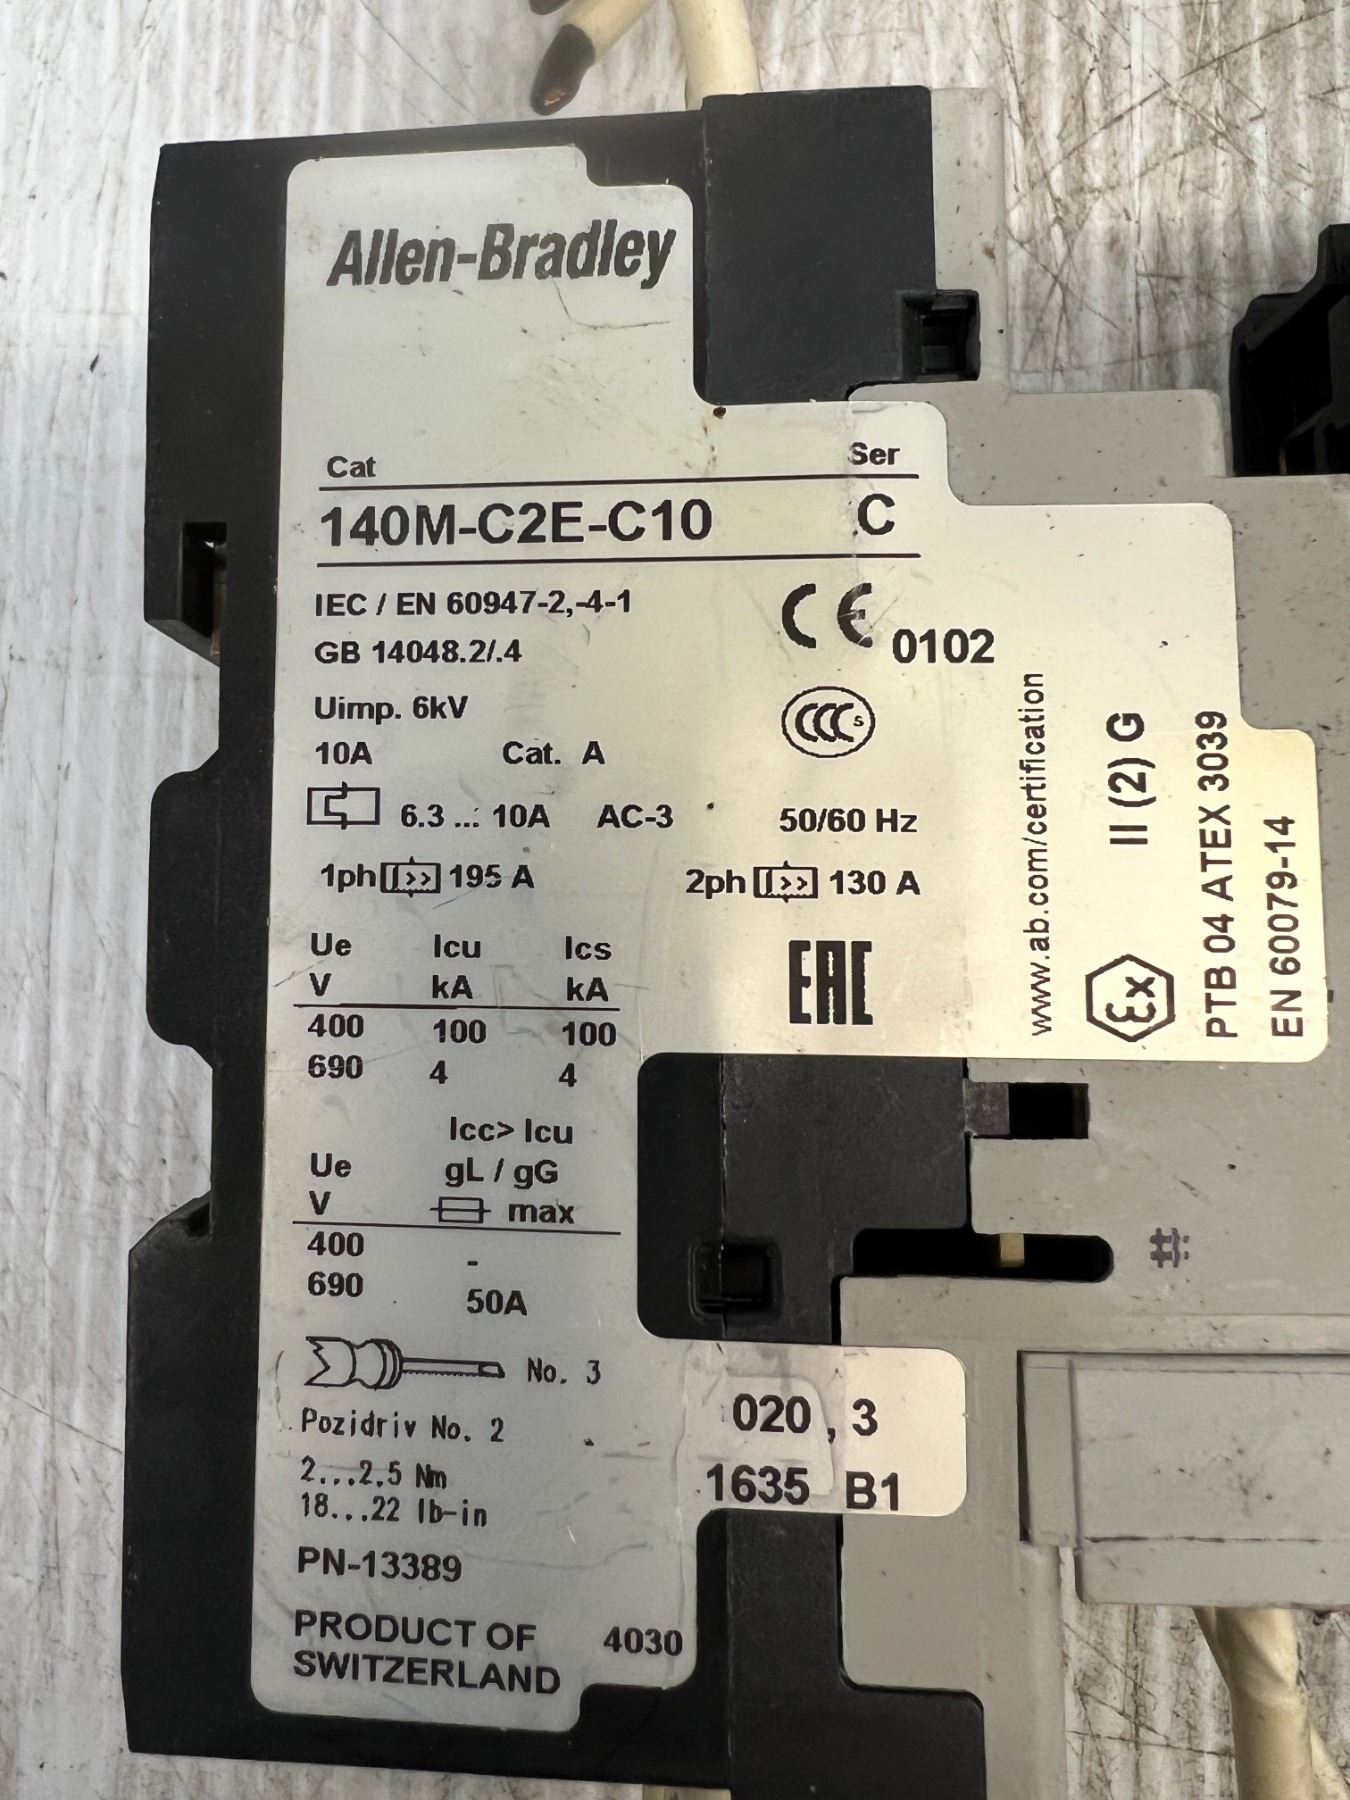 Allen-Bradley
Cat Ser
140M-C2E-C10 C
IEC / EN 60947-2,-4-1
GB 14048.2/.4
CE 0102
Uimp. 6kV
CCC S
10A Cat. A
6.3 ... 10A AC-3 50/60 Hz
1ph 195 A 2ph 130 A
Ue Icu Ics
V kA kA
400 100 100
690 4 4
EAC
Icc> Icu
Ue gL / gG
V max
400 -
690 50A
No. 3
Pozidriv No. 2
2...2,5 Nm
18...22 lb-in
PN-13389
PRODUCT OF
SWITZERLAND
4030
020 , 3
1635 B1
www.ab.com/certification
Ex II (2) G
PTB 04 ATEX 3039
EN 60079-14